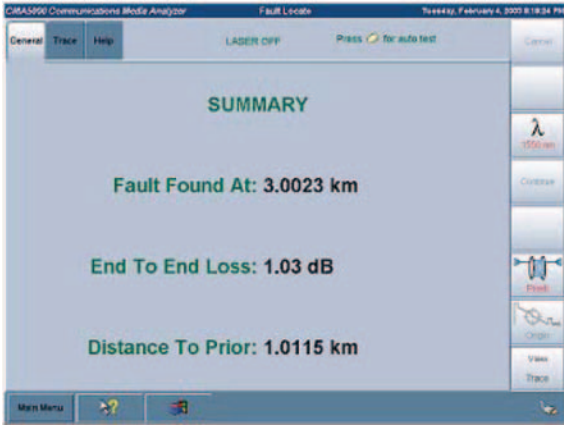 CMA5000 Communications Media Analyzer
Fault Locate
Tuesday, February 4, 2003 8:18:24 PM
General
Trace
Help
LASER OFF
Press for auto test
Cancel
SUMMARY
λ
1550 nm
Fault Found At: 3.0023 km
Continue
End To End Loss: 1.03 dB
Origin
Distance To Prior: 1.0115 km
View
Trace
Main Menu